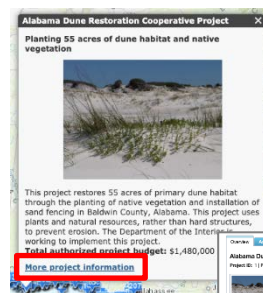 Alabama Dune Restoration Cooperative Project ×
Planting 55 acres of dune habitat and native
vegetation
This project restores 55 acres of primary dune habitat
through the planting of native vegetation and installation of
sand fencing in Baldwin County, Alabama. This project uses
plants and natural resources, rather than hard structures,
to prevent erosion. The Department of the Interior is
working to implement this project.
Total authorized project budget: $1,480,000
More project information
Overview
Alabama Du
Project ID: 1 |
lahassee